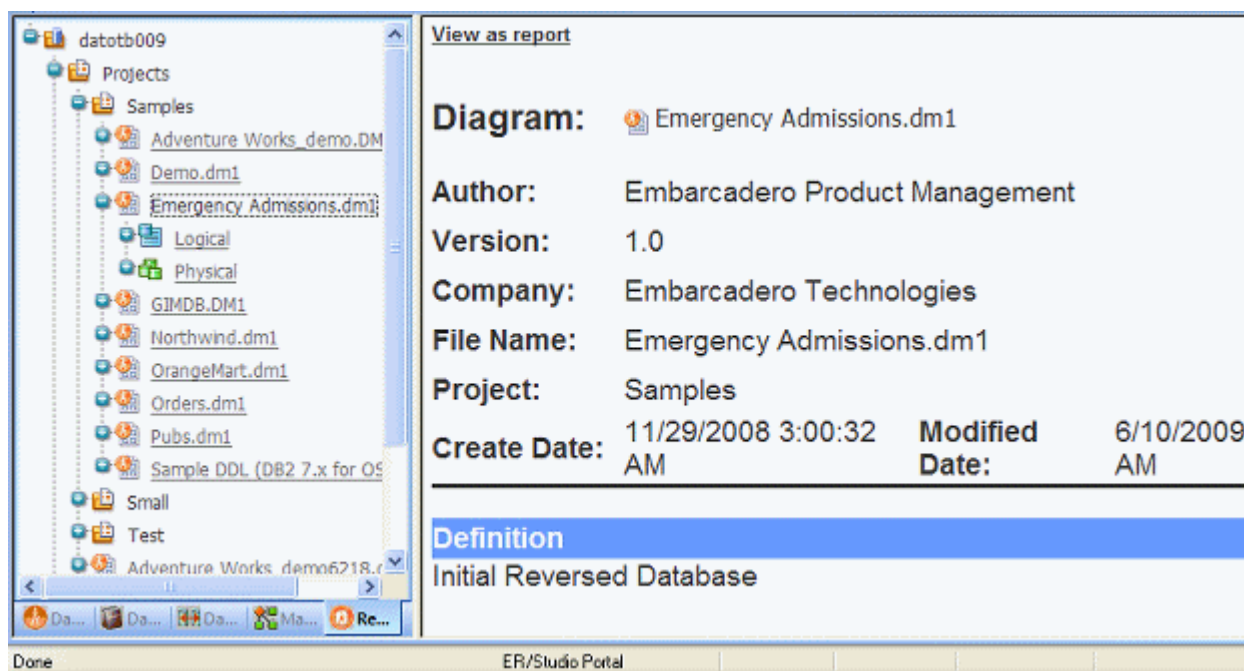 datotb009
Projects
Samples
Adventure Works_demo.DM
Demo.dm1
Emergency Admissions.dm1
Logical
Physical
GIMDB.DM1
Northwind.dm1
OrangeMart.dm1
Orders.dm1
Pubs.dm1
Sample DDL (DB2 7.x for OS
Small
Test
Adventure Works demo6218.
Da... Da... Da... Ma... Re...
View as report
Diagram: Emergency Admissions.dm1
Author: Embarcadero Product Management
Version: 1.0
Company: Embarcadero Technologies
File Name: Emergency Admissions.dm1
Project: Samples
Create Date: 11/29/2008 3:00:32 AM Modified Date: 6/10/2009 AM
Definition
Initial Reversed Database
Done ER/Studio Portal